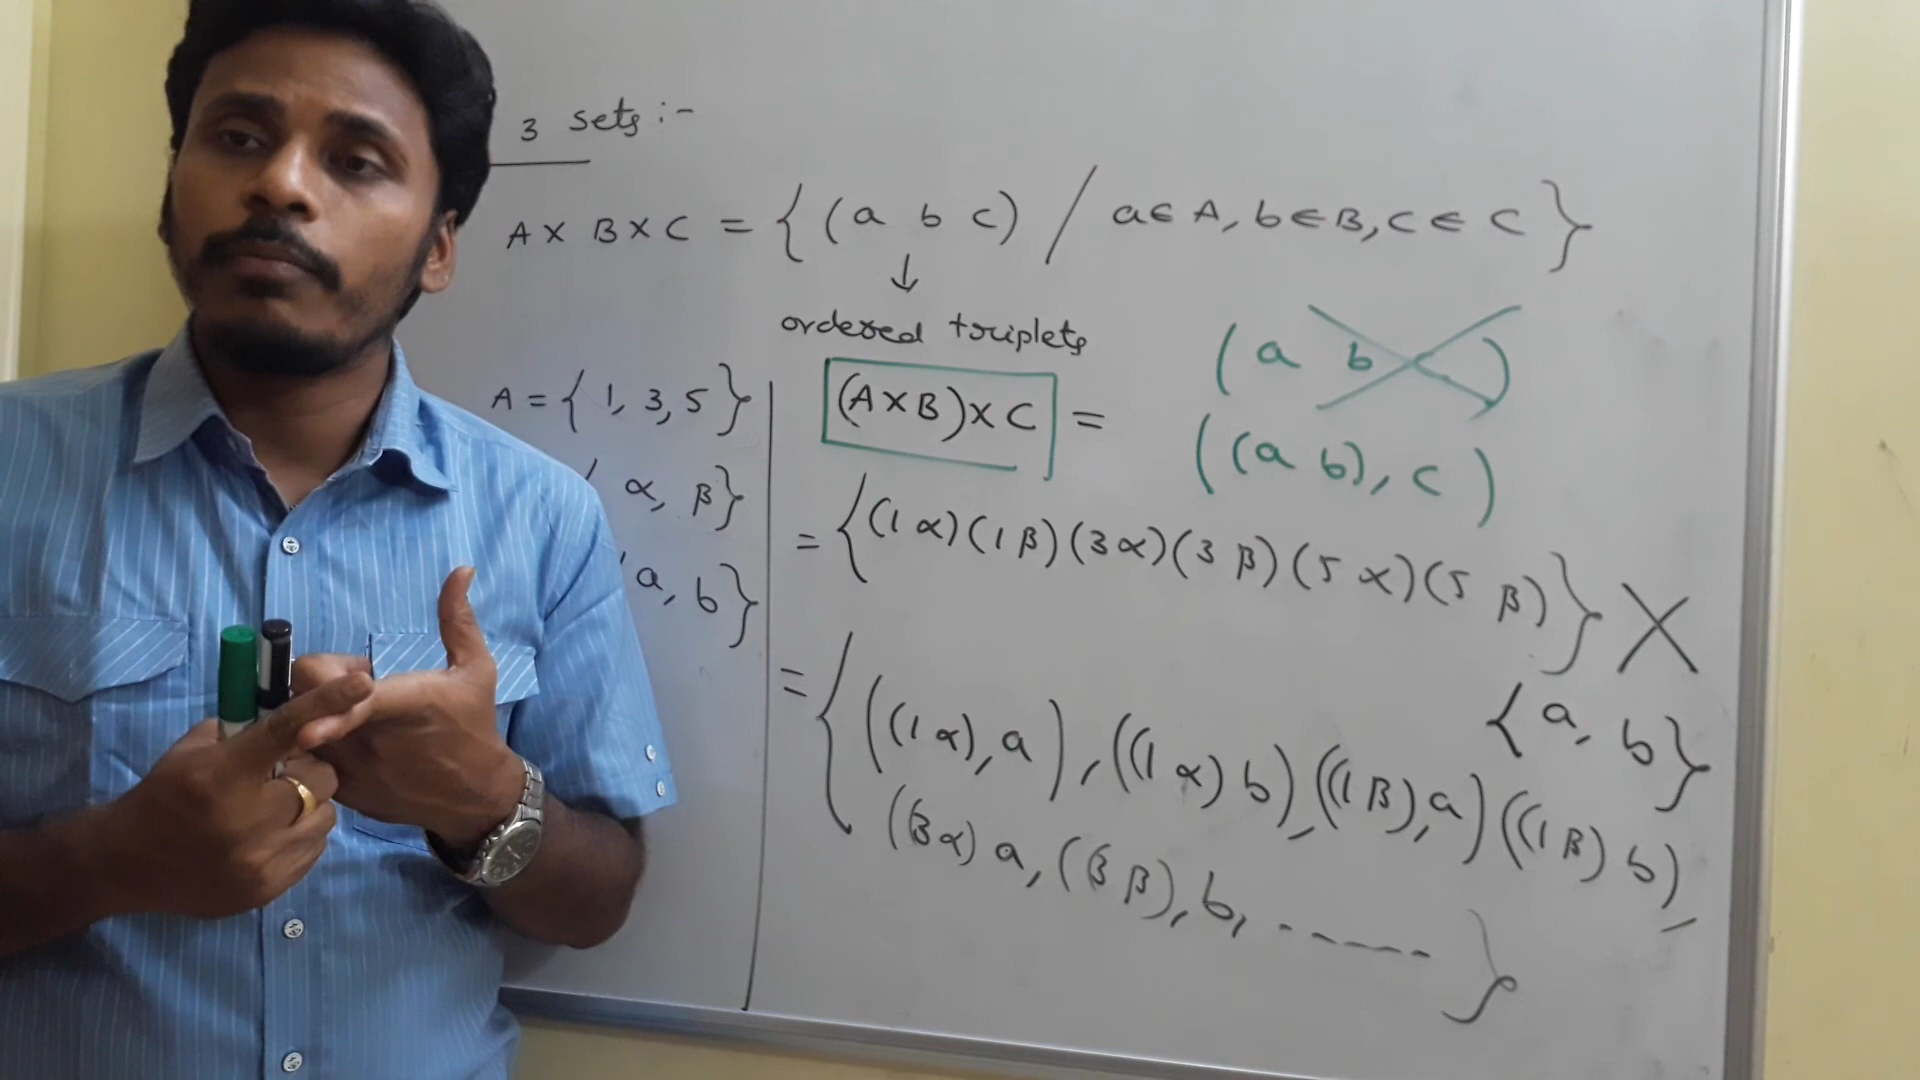 3 sets :-
A X B X C = { (a b c) / a ∈ A, b ∈ B, c ∈ C }
↓
ordered triplets
A = { 1, 3, 5 }
α, β }
a, b }
(A X B) X C =
(a b c)
((a b), c)
= { (1 α) (1 β) (3 α) (3 β) (5 α) (5 β) } X
{ a, b }
= { ((1 α), a), ((1 α) b), ((1 β), a) ((1 β) b),
(3 α) a, (3 β), b, ------ }